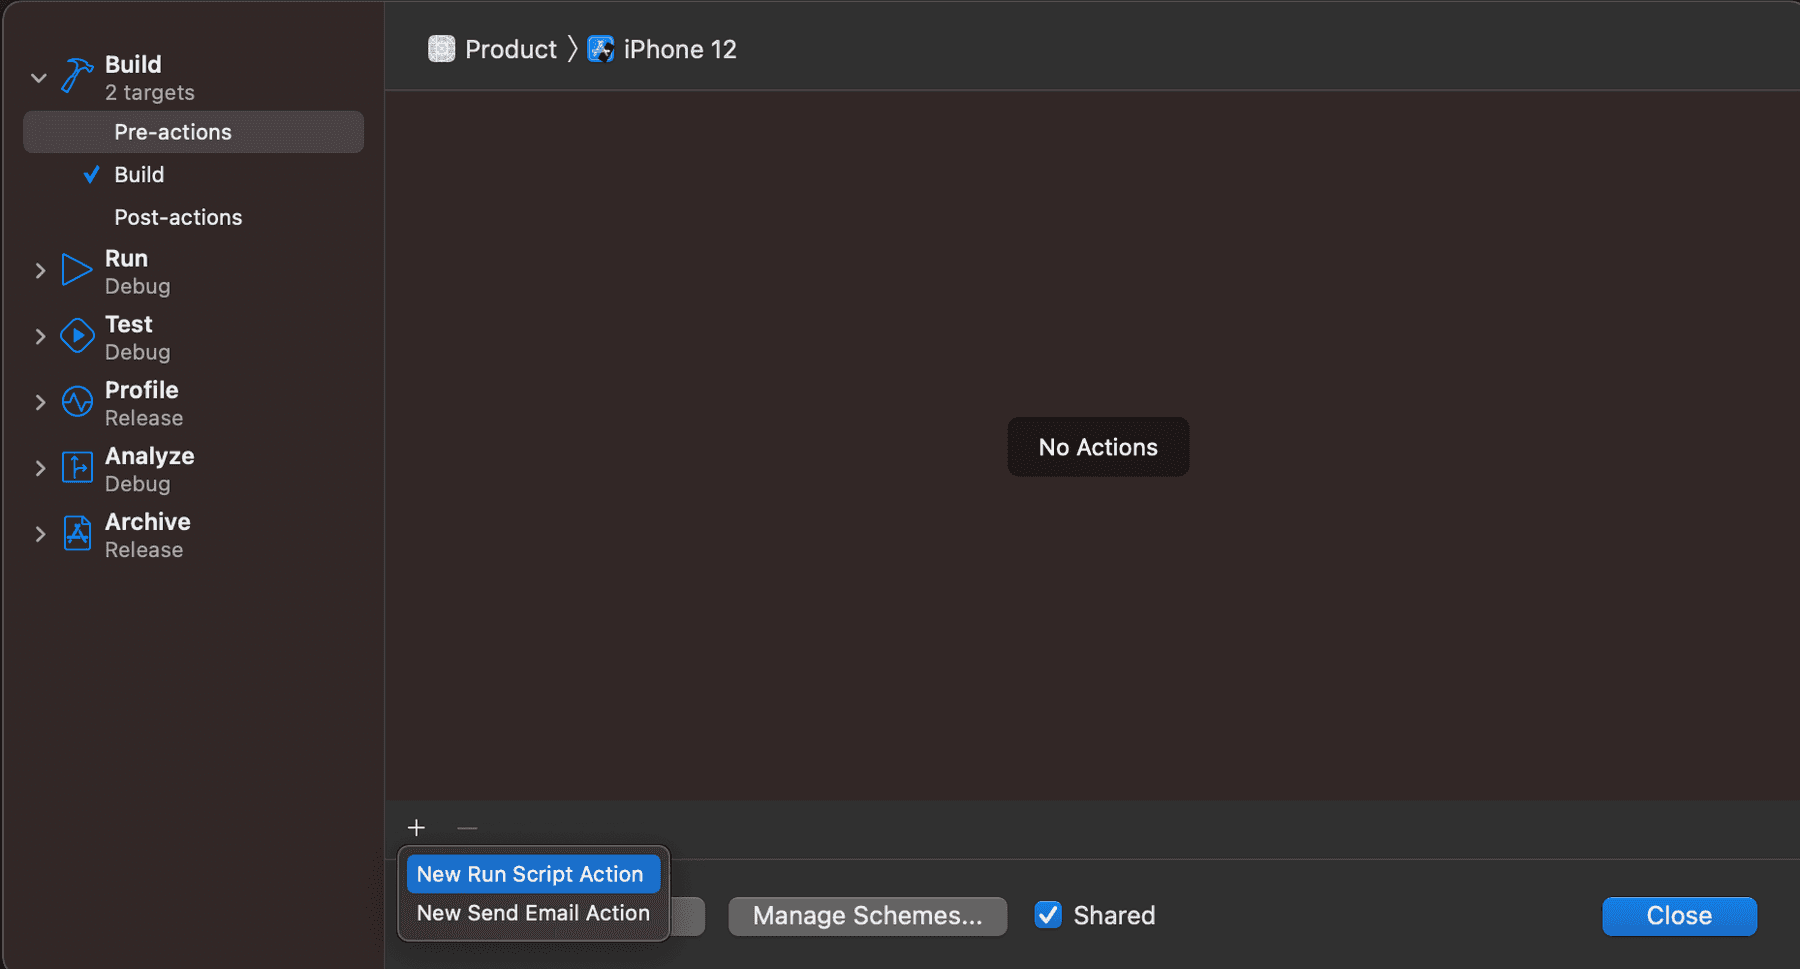 Build
2 targets
Pre-actions
Build
Post-actions
Run
Debug
Test
Debug
Profile
Release
Analyze
Debug
Archive
Release
Product
iPhone 12
No Actions
New Run Script Action
New Send Email Action
Manage Schemes...
Shared
Close